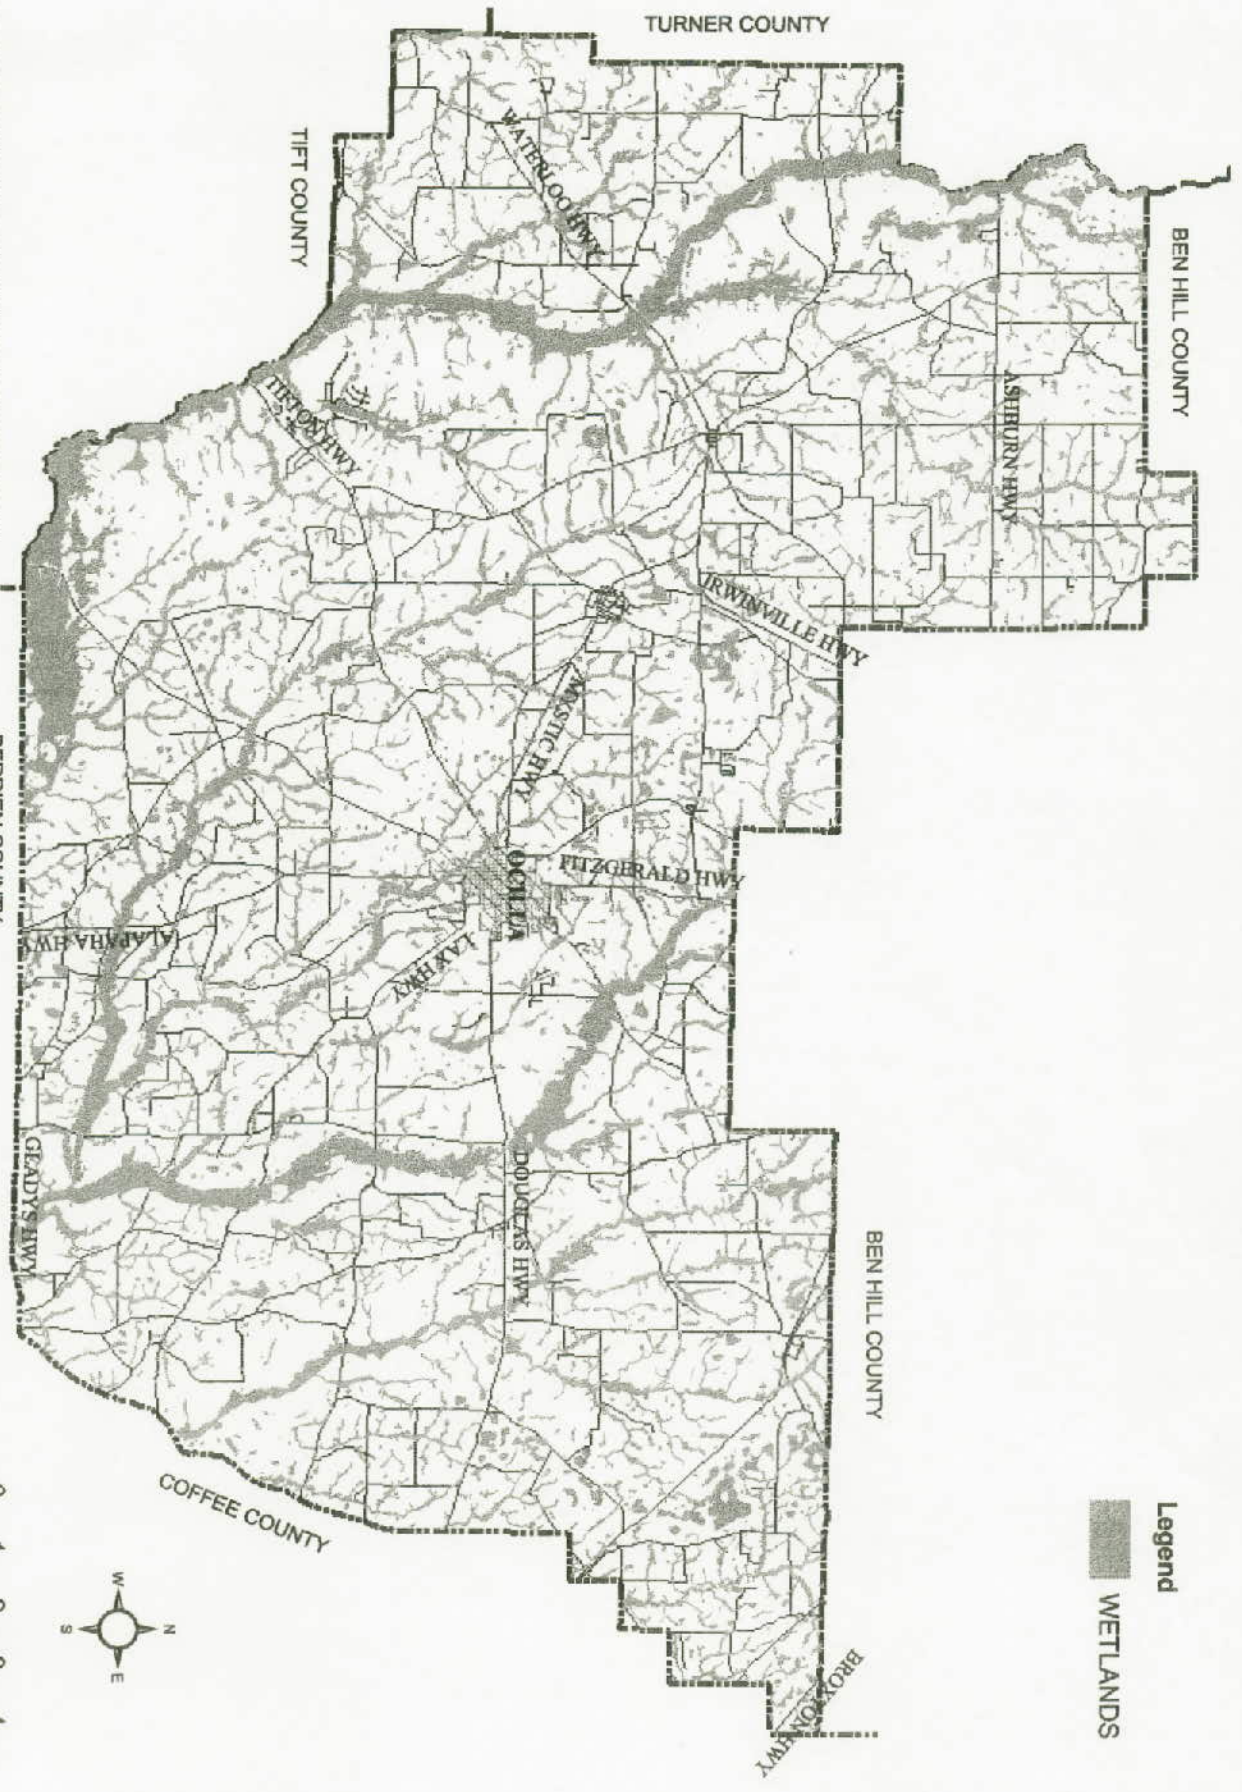 TURNER COUNTY
BEN HILL COUNTY
TIFT COUNTY
WATERLOO HWY
ASHBURN HWY
TIFTON HWY
IRWINVILLE HWY
MYSTIC HWY
OCILLA
FITZGERALD HWY
ALAPAHA HWY
LAX HWY
GLADYS HWY
DOUGLAS HWY
BEN HILL COUNTY
COFFEE COUNTY
BROXTON HWY
Legend
WETLANDS
N
W
E
S